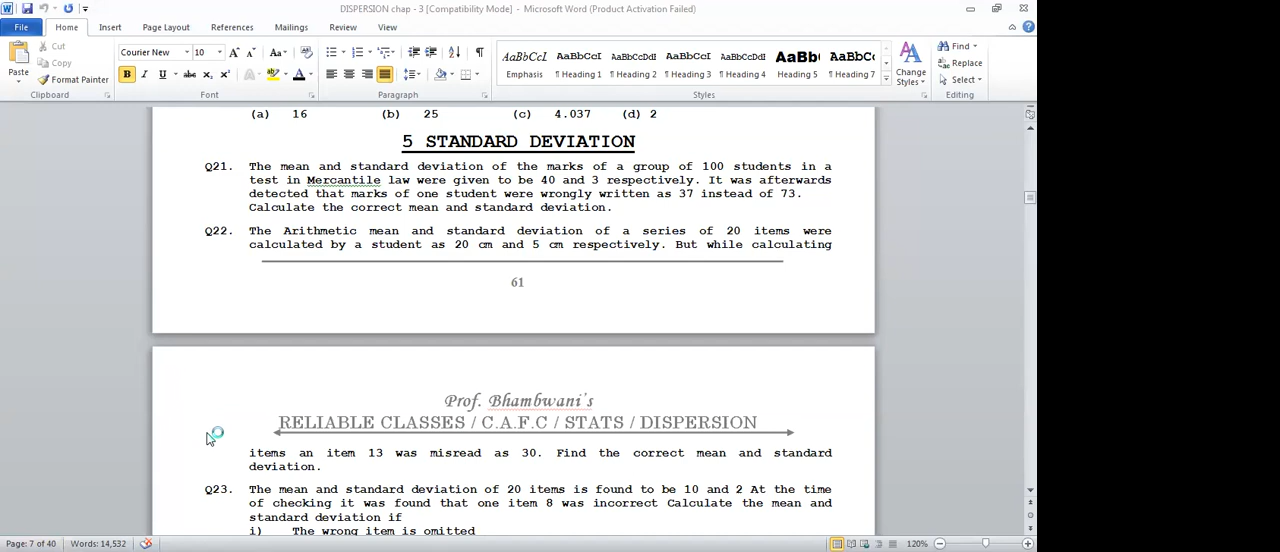 DISPERSION chap - 3 [Compatibility Mode] - Microsoft Word (Product Activation Failed)
File Home Insert Page Layout References Mailings Review View
Cut
Copy
Format Painter
Paste
Clipboard
Courier New 10
B I U abc X₂ X²
Font
Paragraph
AaBbCcI AaBbCcI AaBbCcDdI AaBbCcI AaBbCcDdI AaBb( AaBbCc
Emphasis ¶ Heading 1 ¶ Heading 2 ¶ Heading 3 ¶ Heading 4 Heading 5 ¶ Heading 7
Styles
Change Styles
Find
Replace
Select
Editing
(a) 16 (b) 25 (c) 4.037 (d) 2
5 STANDARD DEVIATION
Q21. The mean and standard deviation of the marks of a group of 100 students in a
test in Mercantile law were given to be 40 and 3 respectively. It was afterwards
detected that marks of one student were wrongly written as 37 instead of 73.
Calculate the correct mean and standard deviation.
Q22. The Arithmetic mean and standard deviation of a series of 20 items were
calculated by a student as 20 cm and 5 cm respectively. But while calculating
61
Prof. Bhambwani's
RELIABLE CLASSES / C.A.F.C / STATS / DISPERSION
items an item 13 was misread as 30. Find the correct mean and standard
deviation.
Q23. The mean and standard deviation of 20 items is found to be 10 and 2 At the time
of checking it was found that one item 8 was incorrect Calculate the mean and
standard deviation if
i) The wrong item is omitted
Page: 7 of 40 Words: 14,532 120%